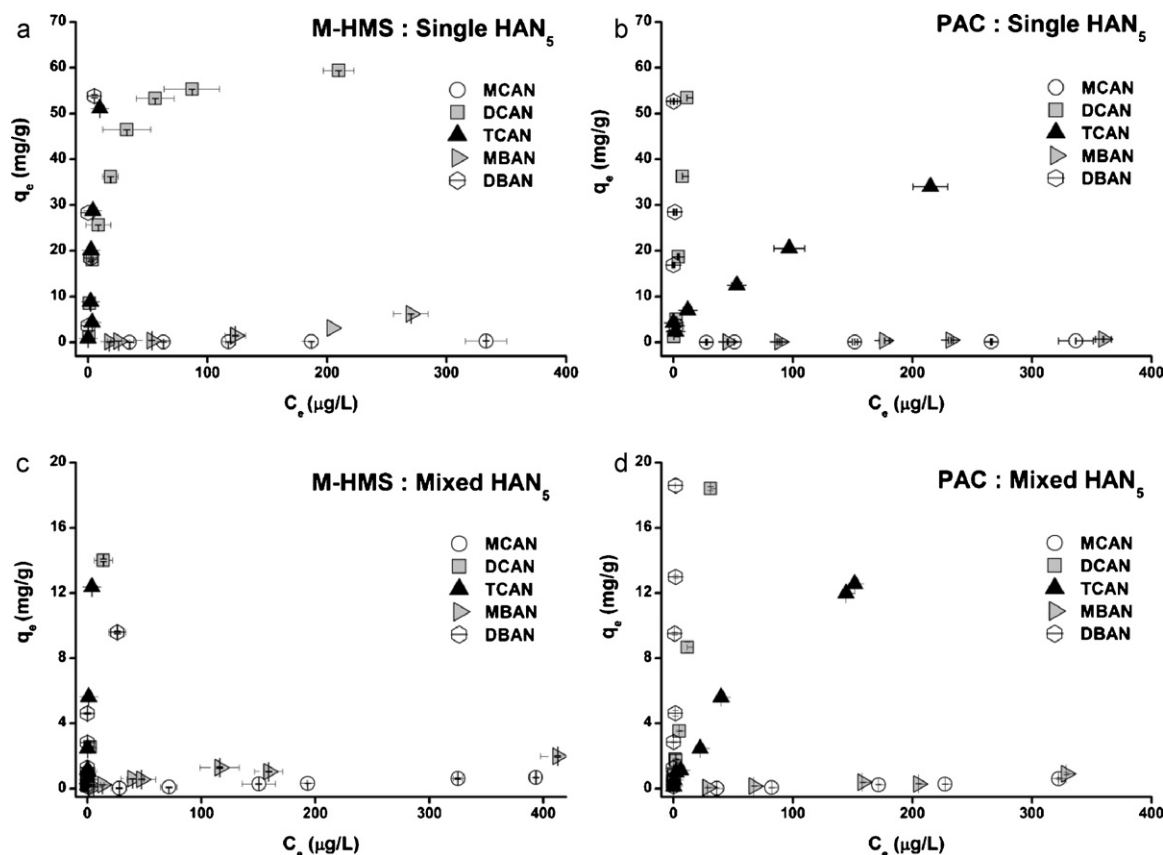 a
M-HMS : Single HAN5
70
60
50
40
30
20
10
0
qe (mg/g)
MCAN
DCAN
TCAN
MBAN
DBAN
0 100 200 300 400
Ce (µg/L)
b
PAC : Single HAN5
70
60
50
40
30
20
10
0
qe (mg/g)
MCAN
DCAN
TCAN
MBAN
DBAN
0 100 200 300 400
Ce (µg/L)
c
M-HMS : Mixed HAN5
20
16
12
8
4
0
qe (mg/g)
MCAN
DCAN
TCAN
MBAN
DBAN
0 100 200 300 400
Ce (µg/L)
d
PAC : Mixed HAN5
20
16
12
8
4
0
qe (mg/g)
MCAN
DCAN
TCAN
MBAN
DBAN
0 100 200 300 400
Ce (µg/L)